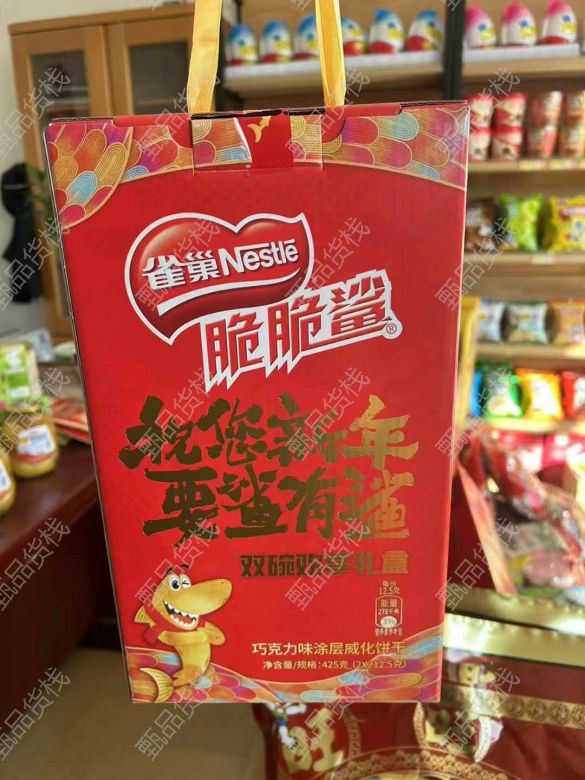 雀巢Nestlé
脆脆鲨®
祝您新年
要鲨有鲨
双碗欢享礼盒
每份
12.5克
能量
278千焦
3%
营养素参考值
巧克力味涂层威化饼干
净含量/规格:425克 (2X212.5克)
旺
甄品货栈